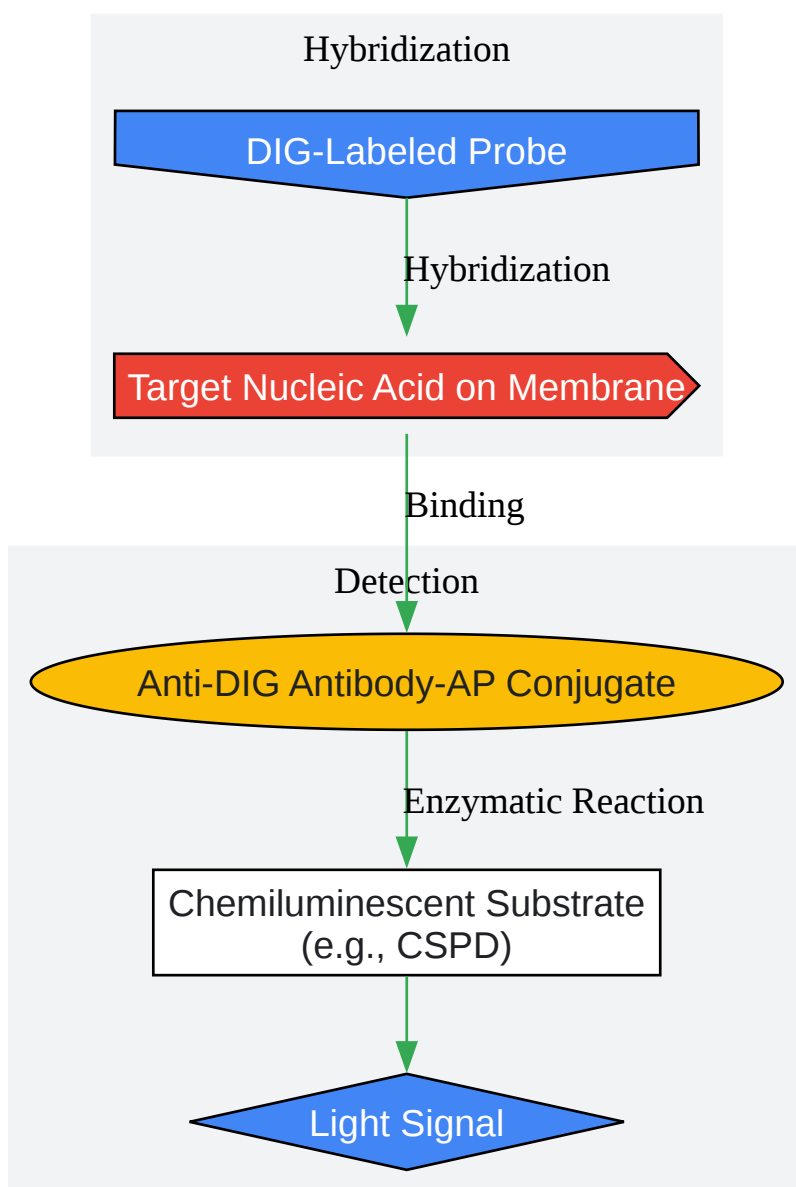 Hybridization
DIG-Labeled Probe
Hybridization
Target Nucleic Acid on Membrane
Binding
Detection
Anti-DIG Antibody-AP Conjugate
Enzymatic Reaction
Chemiluminescent Substrate
(e.g., CSPD)
Light Signal